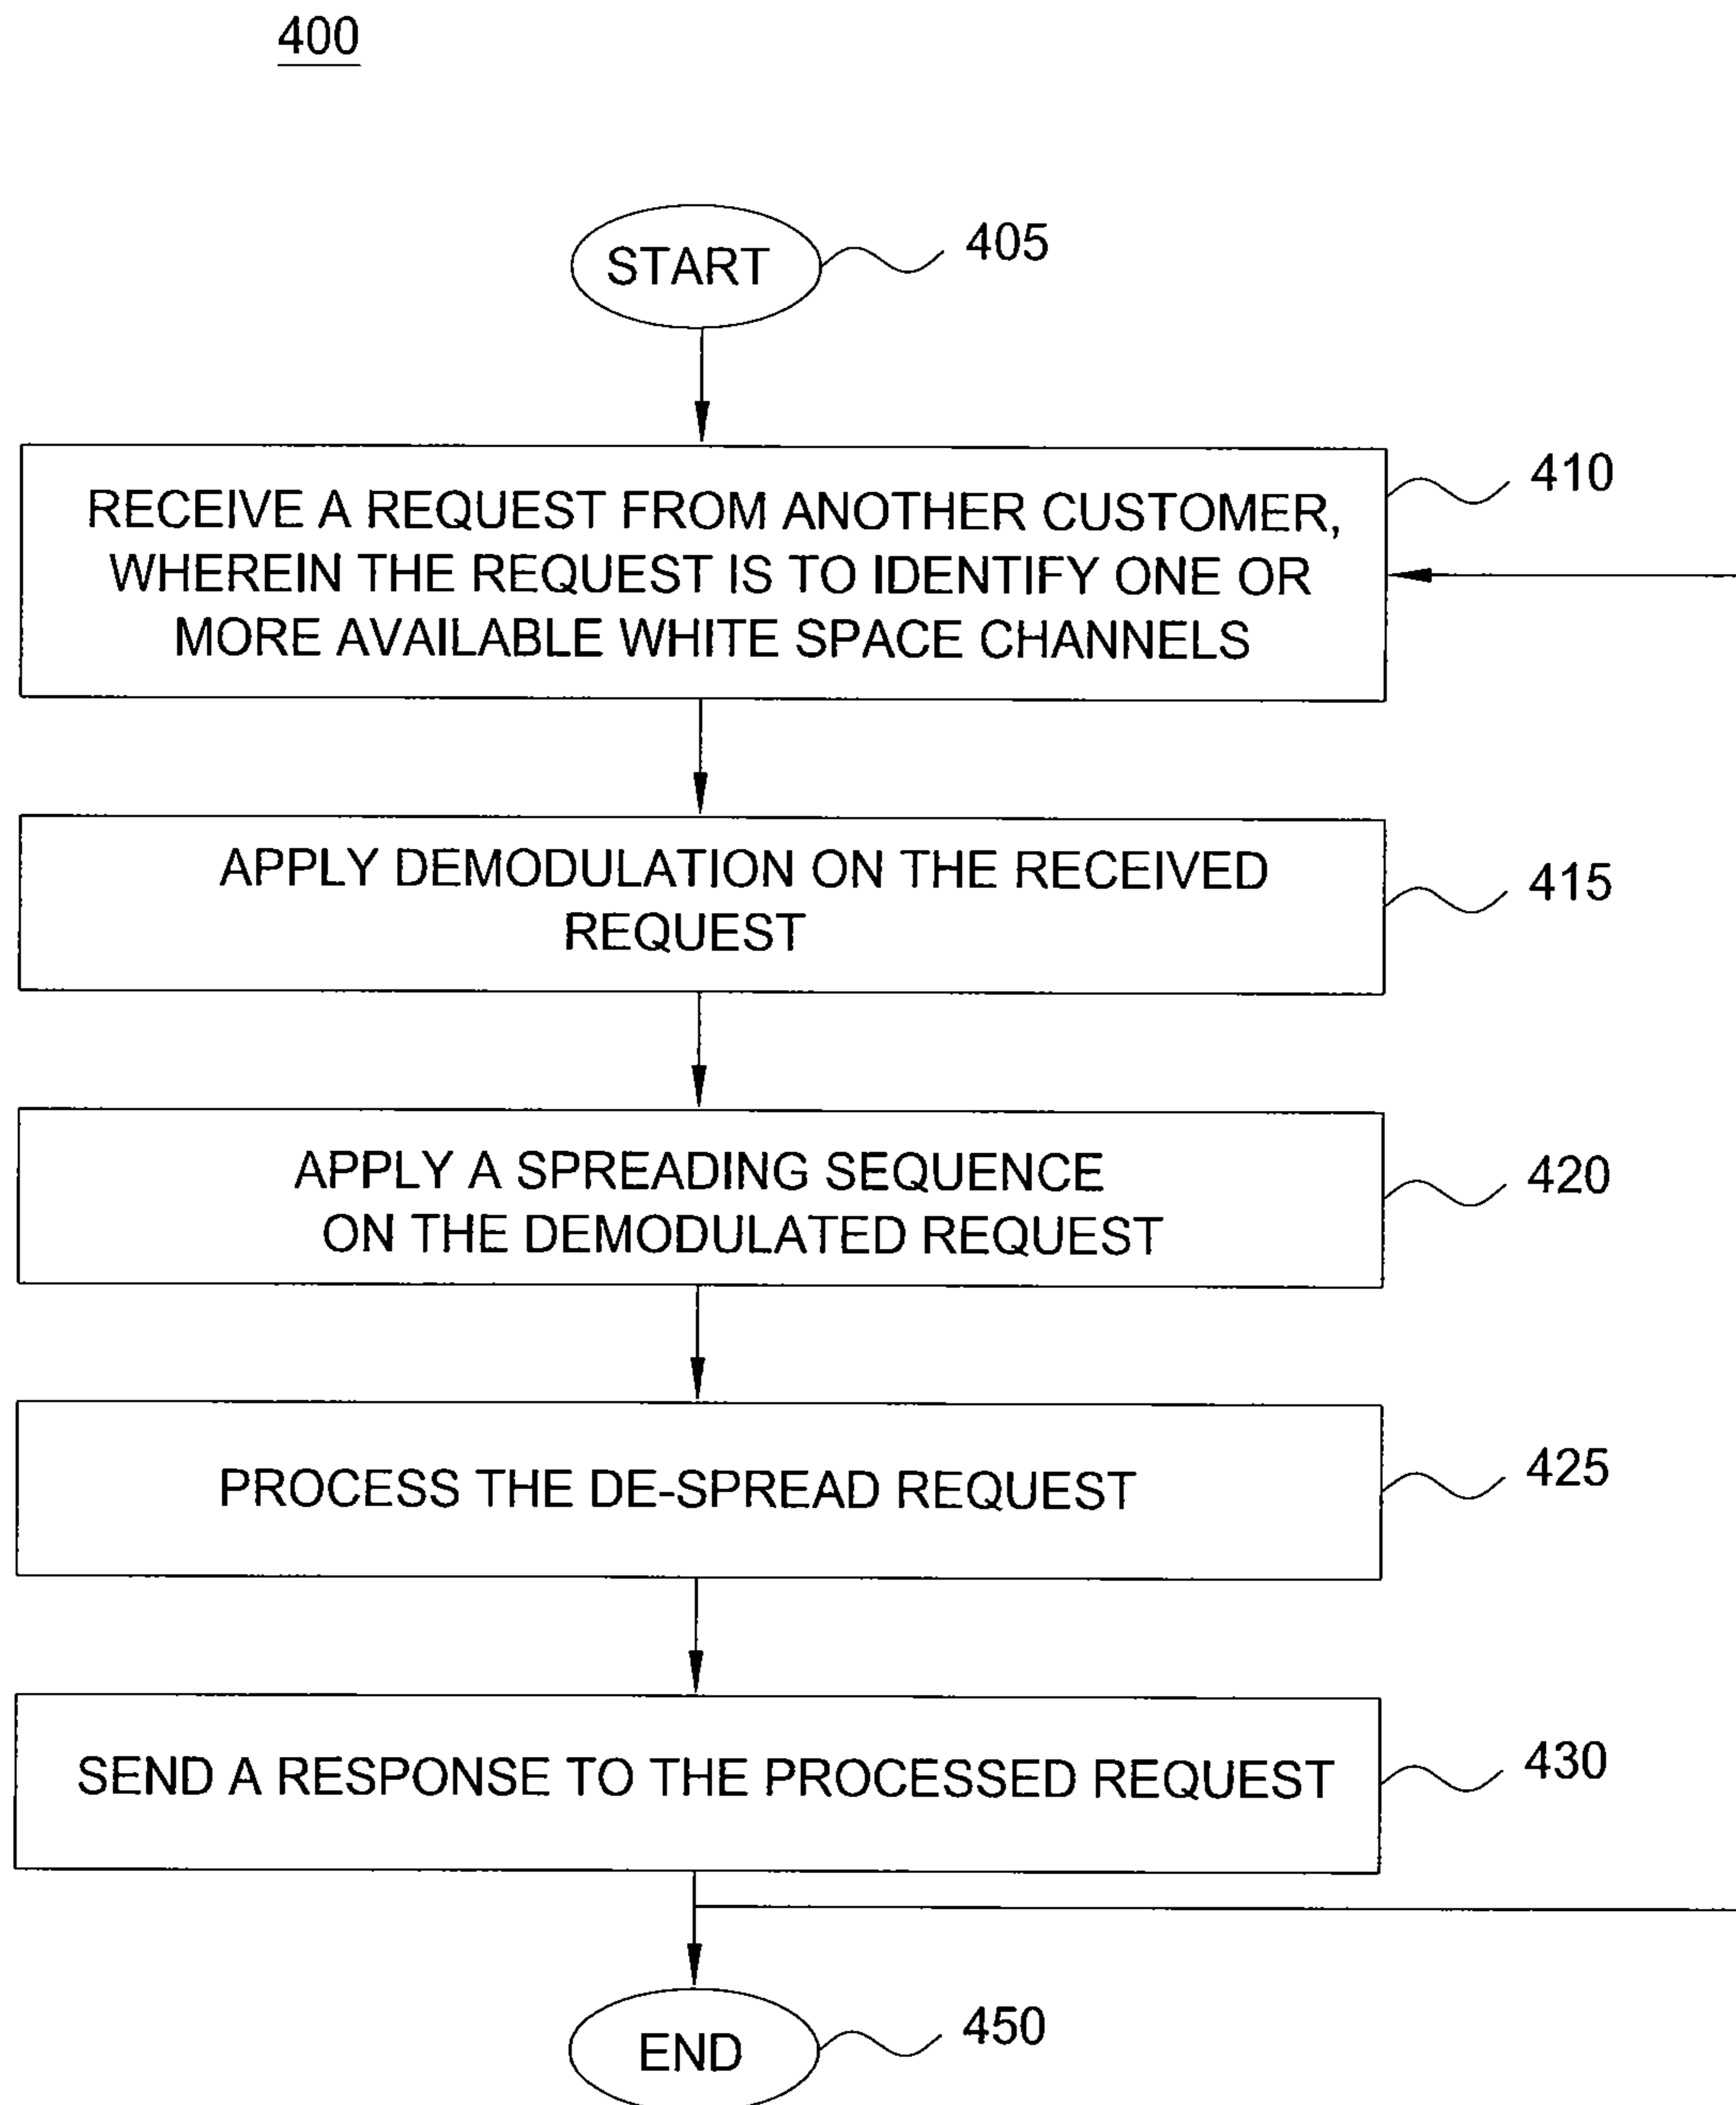 400
START
405
RECEIVE A REQUEST FROM ANOTHER CUSTOMER,
WHEREIN THE REQUEST IS TO IDENTIFY ONE OR
MORE AVAILABLE WHITE SPACE CHANNELS
410
APPLY DEMODULATION ON THE RECEIVED
REQUEST
415
APPLY A SPREADING SEQUENCE
ON THE DEMODULATED REQUEST
420
PROCESS THE DE-SPREAD REQUEST
425
SEND A RESPONSE TO THE PROCESSED REQUEST
430
END
450